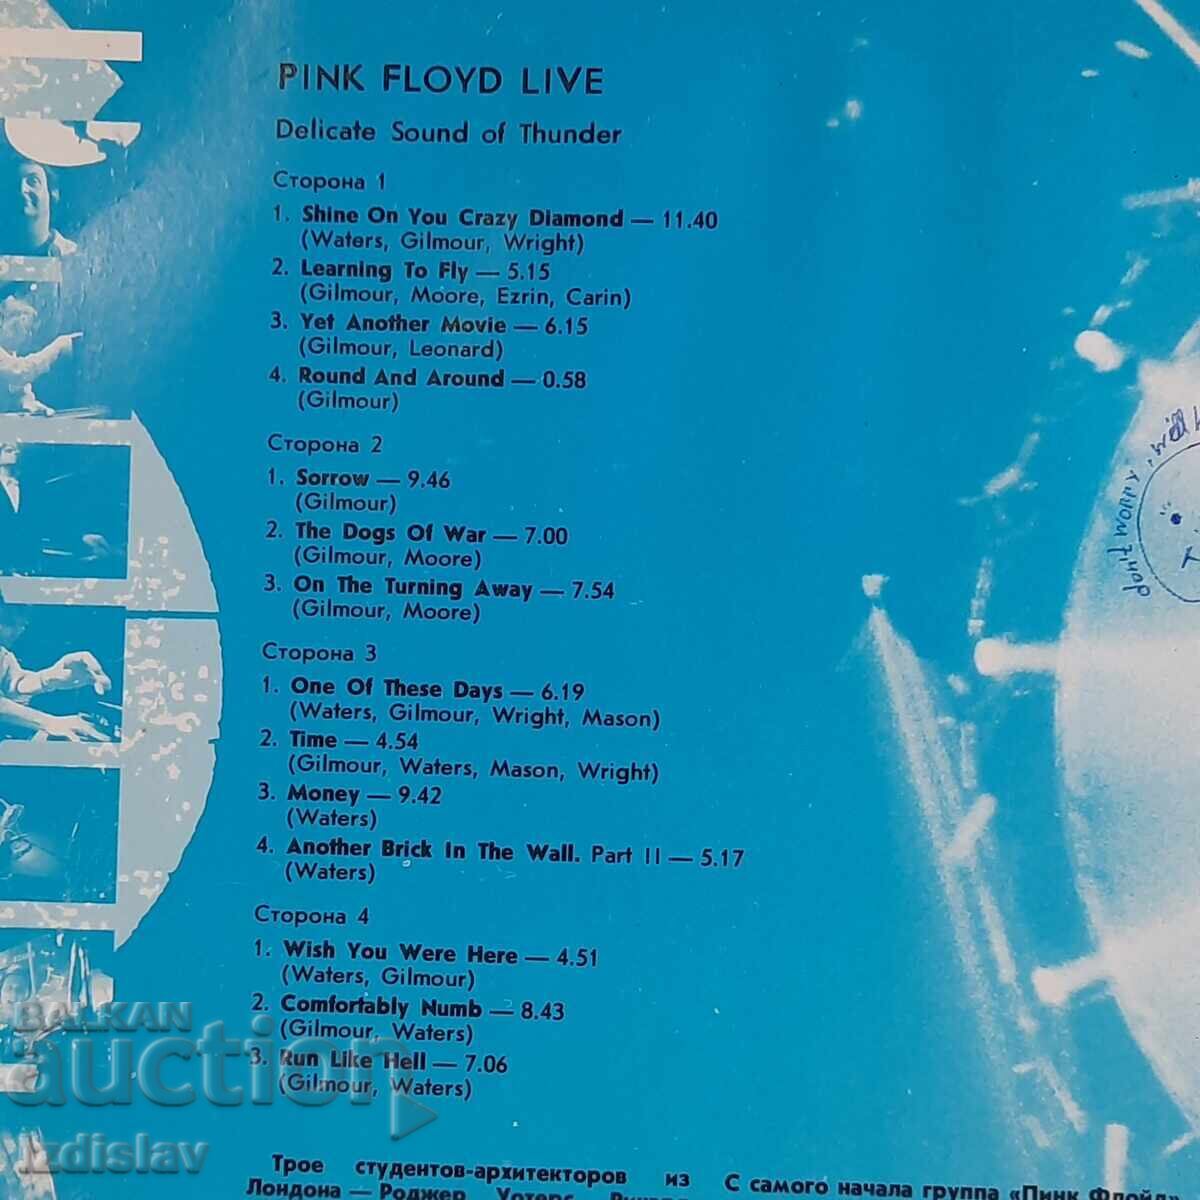 PINK FLOYD LIVE
Delicate Sound of Thunder
Сторона 1
1. Shine On You Crazy Diamond — 11.40
(Waters, Gilmour, Wright)
2. Learning To Fly — 5.15
(Gilmour, Moore, Ezrin, Carin)
3. Yet Another Movie — 6.15
(Gilmour, Leonard)
4. Round And Around — 0.58
(Gilmour)
Сторона 2
1. Sorrow — 9.46
(Gilmour)
2. The Dogs Of War — 7.00
(Gilmour, Moore)
3. On The Turning Away — 7.54
(Gilmour, Moore)
Сторона 3
1. One Of These Days — 6.19
(Waters, Gilmour, Wright, Mason)
2. Time — 4.54
(Gilmour, Waters, Mason, Wright)
3. Money — 9.42
(Waters)
4. Another Brick In The Wall. Part II — 5.17
(Waters)
Сторона 4
1. Wish You Were Here — 4.51
(Waters, Gilmour)
2. Comfortably Numb — 8.43
(Gilmour, Waters)
3. Run Like Hell — 7.06
(Gilmour, Waters)
BALKAN
auction
Izdislav
Трое студентов-архитекторов из
Лондона — Роджер
С самого начала группа «Пинк Флойд»